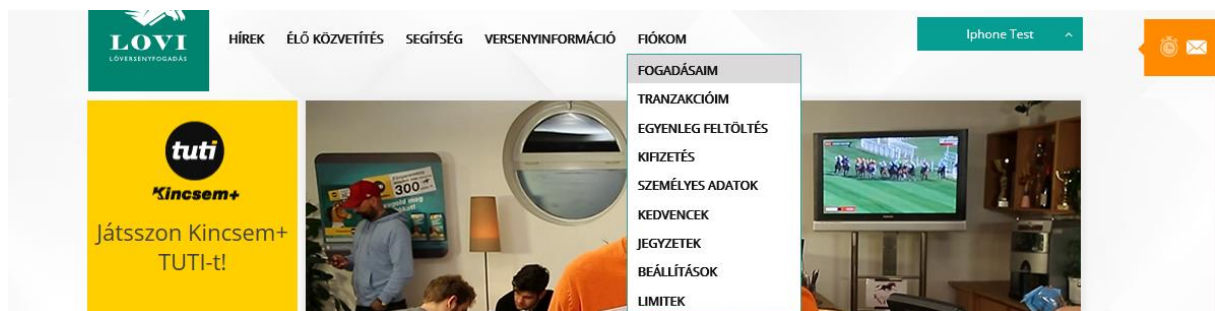 LOVI
LÓVERSENYFOGADÁS
HÍREK ÉLŐ KÖZVETÍTÉS SEGÍTSÉG VERSENYINFORMÁCIÓ FIÓKOM
Iphone Test
FOGADÁSAIM
TRANZAKCIÓIM
EGYENLEG FELTÖLTÉS
KIFIZETÉS
SZEMÉLYES ADATOK
KEDVENCEK
JEGYZETEK
BEÁLLÍTÁSOK
LIMITEK
tuti
Kincsem+
Játsszon Kincsem+
TUTI-t!
300